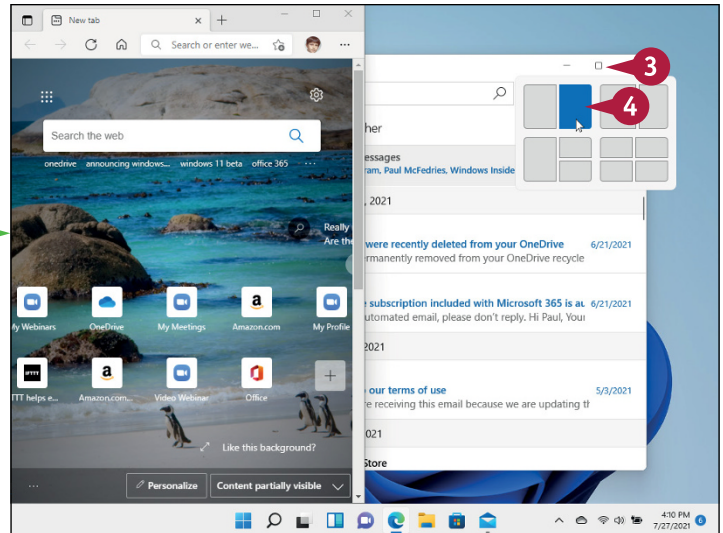 New tab
Search or enter we...
3
4
Search the web
onedrive announcing windows... windows 11 beta office 365 ...
Really
Are the
My Webinars OneDrive My Meetings Amazon.com My Profile
IFTTT
TTT helps e... Amazon.com... Video Webinar Office
Like this background?
Personalize Content partially visible
her
essages
ram, Paul McFedries, Windows Inside
, 2021
were recently deleted from your OneDrive 6/21/2021
rmanently removed from your OneDrive recycle
e subscription included with Microsoft 365 is au 6/21/2021
utomated email, please don't reply. Hi Paul, Your
2021
o our terms of use 5/3/2021
re receiving this email because we are updating th
021
Store
4:10 PM
7/27/2021 6